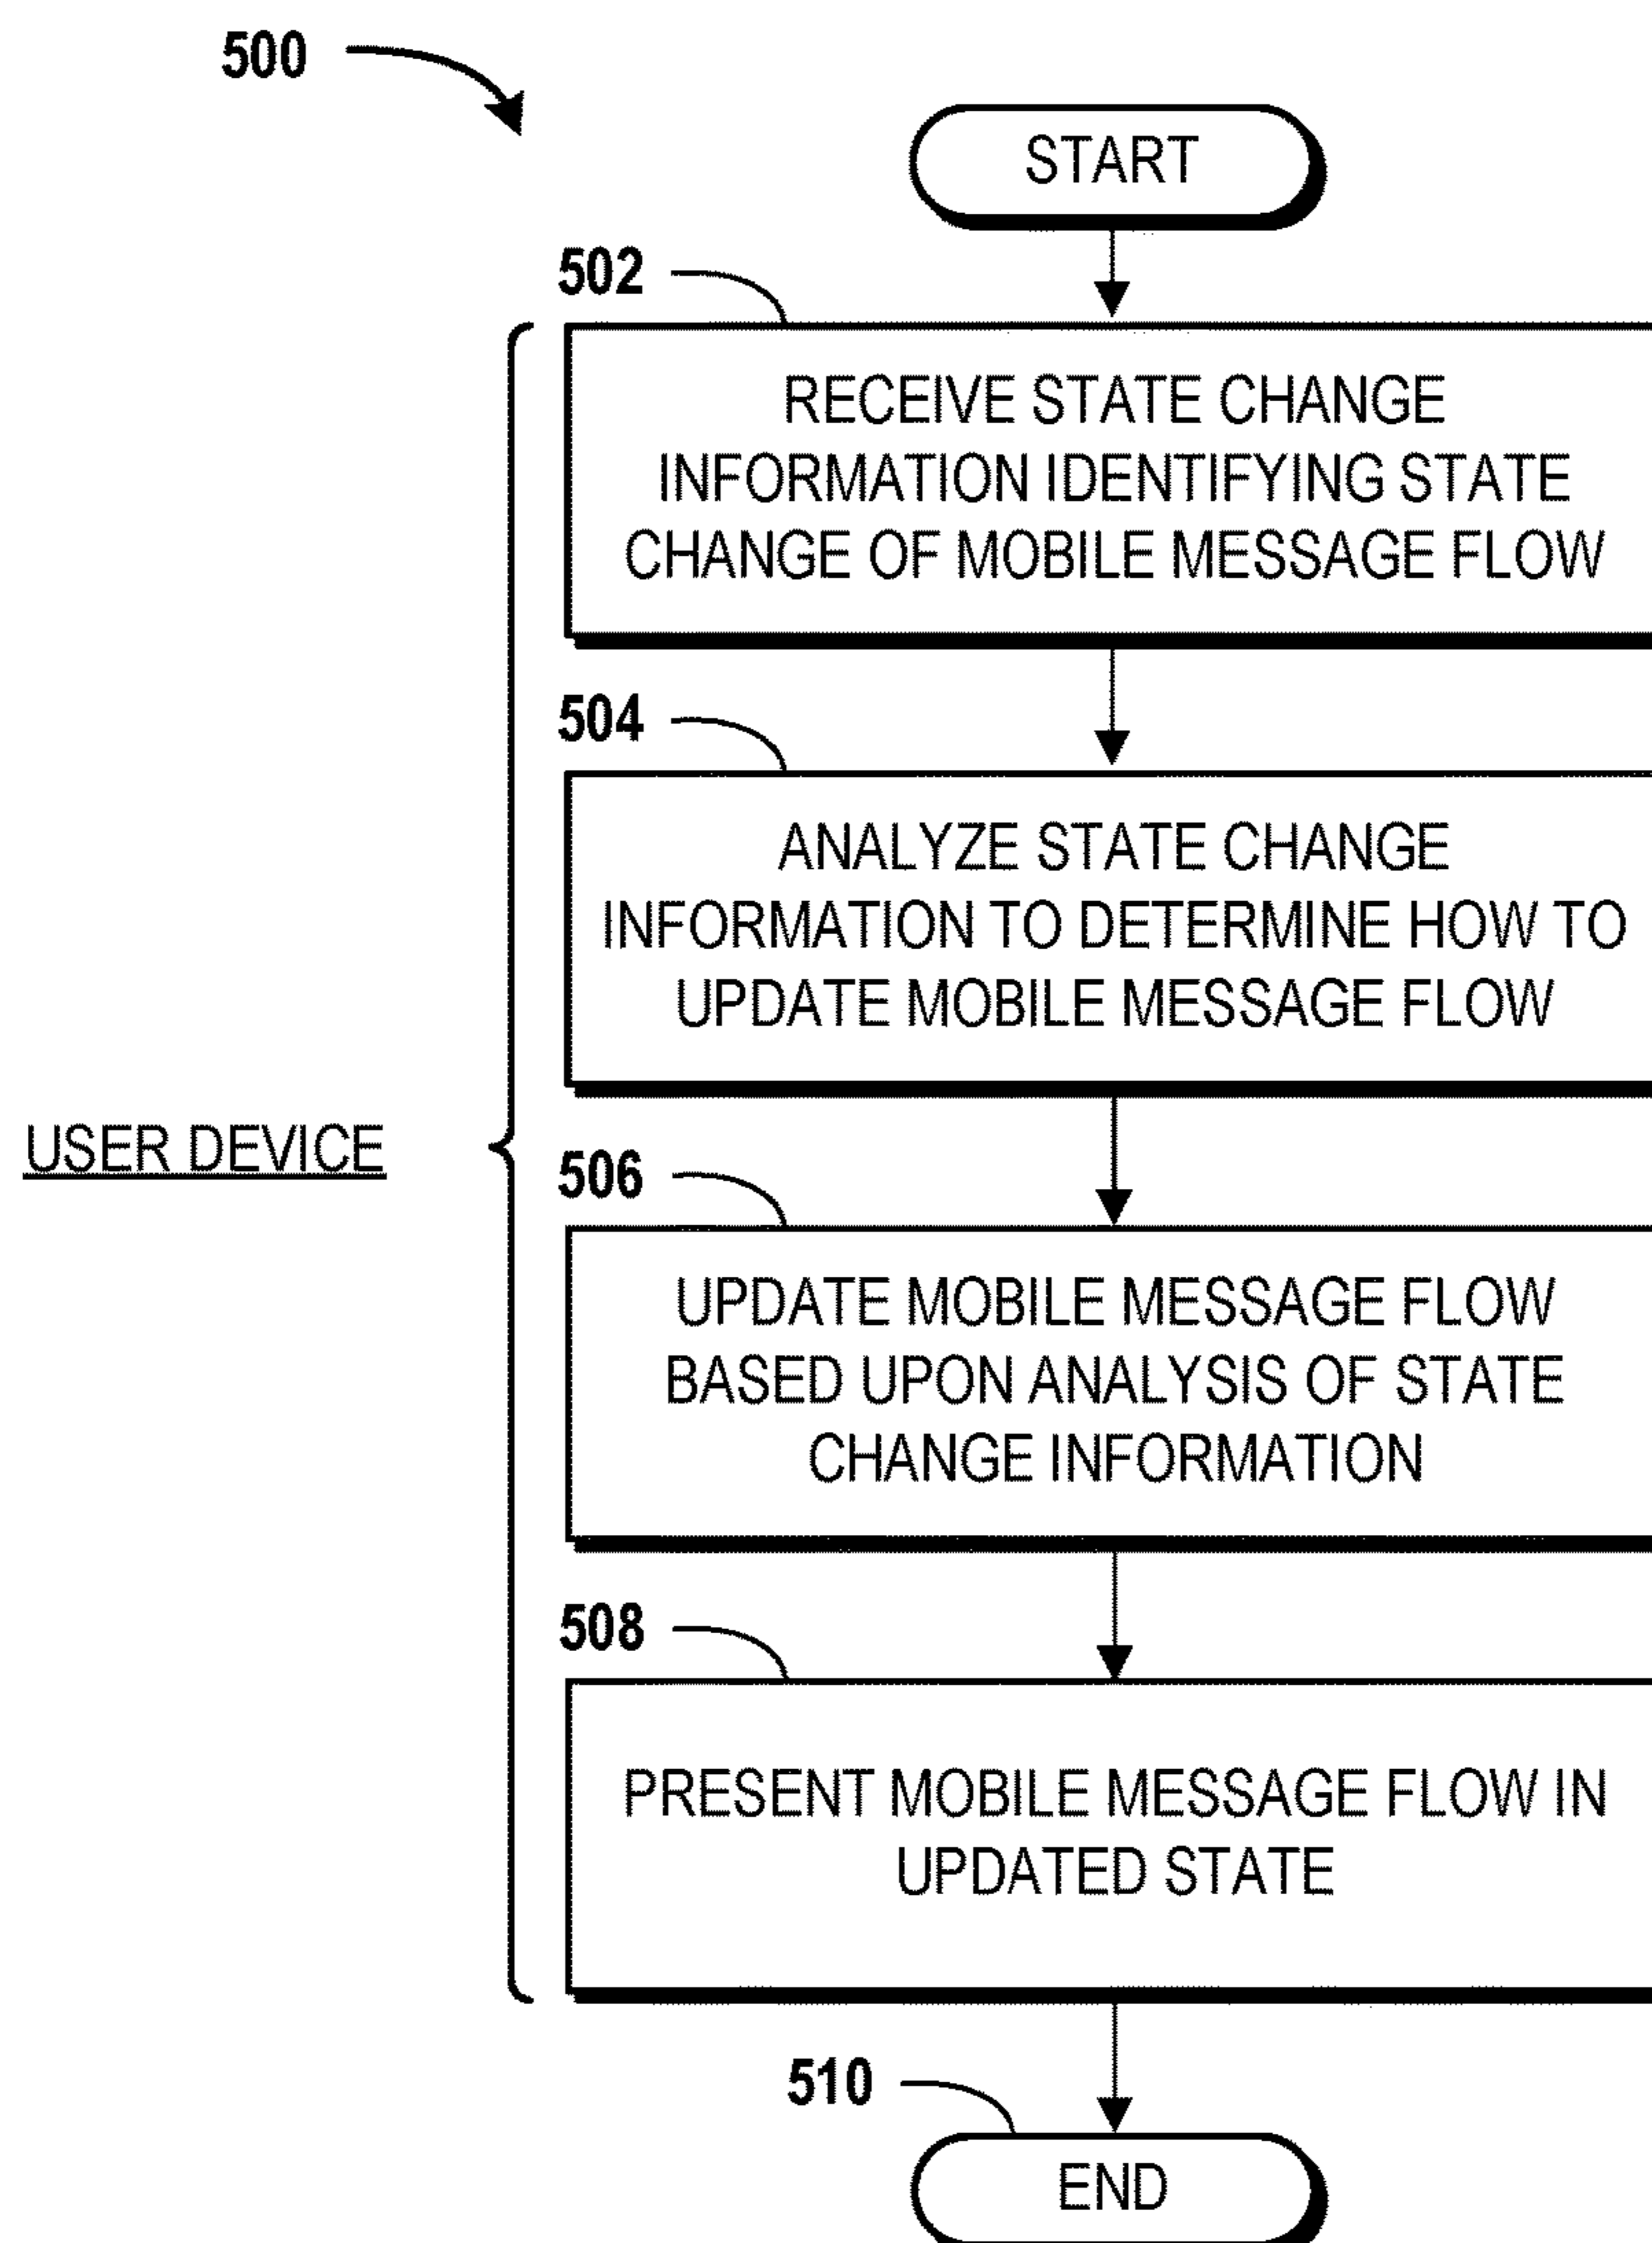 500
START
502
RECEIVE STATE CHANGE
INFORMATION IDENTIFYING STATE
CHANGE OF MOBILE MESSAGE FLOW
504
ANALYZE STATE CHANGE
INFORMATION TO DETERMINE HOW TO
UPDATE MOBILE MESSAGE FLOW
USER DEVICE
506
UPDATE MOBILE MESSAGE FLOW
BASED UPON ANALYSIS OF STATE
CHANGE INFORMATION
508
PRESENT MOBILE MESSAGE FLOW IN
UPDATED STATE
510
END